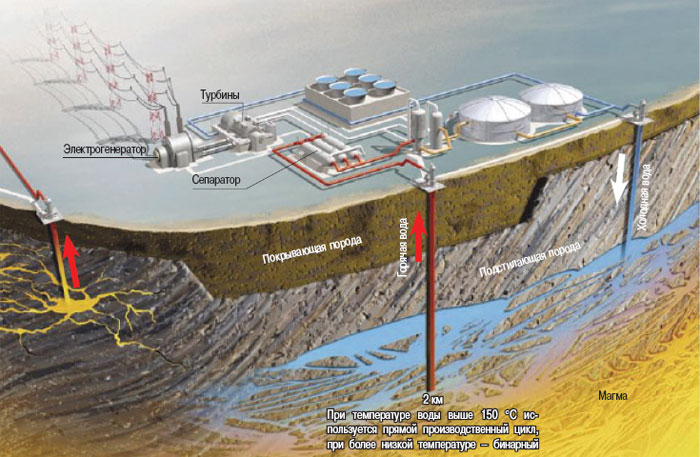 Турбины
Электрогенератор
Сепаратор
Покрывающая порода
Горячая вода
Подстилающая порода
Холодная вода
Магма
2 км
При температуре воды выше 150 °С ис-
пользуется прямой производственный цикл,
при более низкой температуре – бинарный